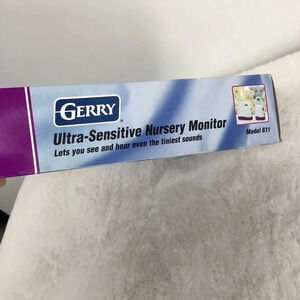 GERRY
Ultra-Sensitive Nursery Monitor
Lets you see and hear even the tiniest sounds
Model 611